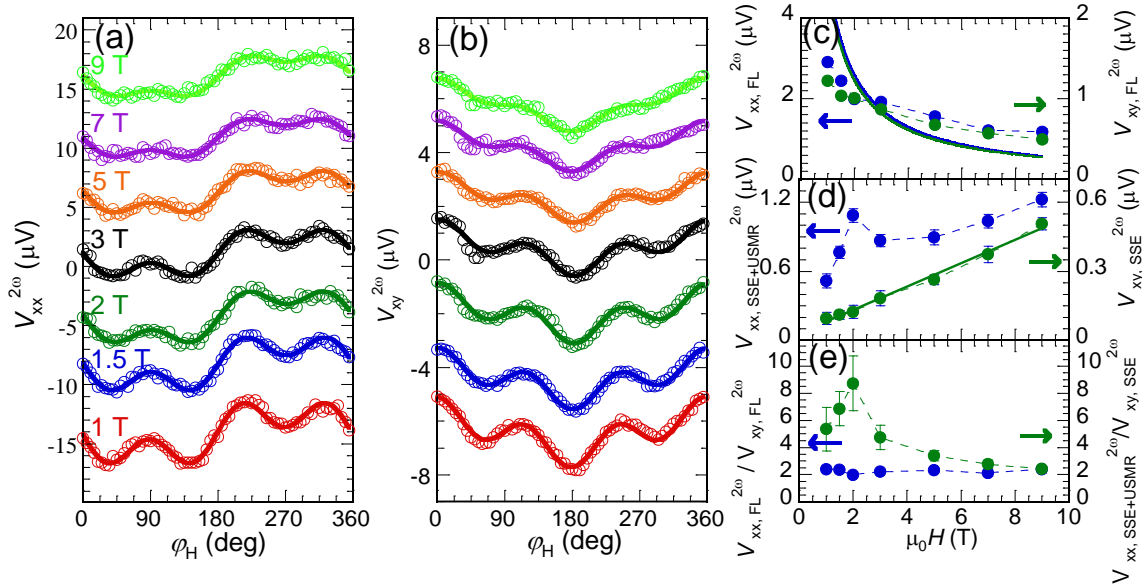 (a)
20
15
10
5
0
-5
-10
-15
9 T
7 T
5 T
3 T
2 T
1.5 T
1 T
V_xx^2ω (μV)
0 90 180 270 360
φ_H (deg)
(b)
8
4
0
-4
-8
V_xy^2ω (μV)
0 90 180 270 360
φ_H (deg)
(c)
4
2
0
V_xx, FL^2ω (μV)
2
1
0
V_xy, FL^2ω (μV)
(d)
1.2
0.6
0
V_xx, SSE+USMR^2ω (μV)
0.6
0.3
0
V_xy, SSE^2ω (μV)
(e)
10
8
6
4
2
0
V_xx, FL^2ω / V_xy, FL^2ω
10
8
6
4
2
0
V_xx, SSE+USMR^2ω/V_xy, SSE^2ω
0 2 4 6 8 10
μ_0H (T)